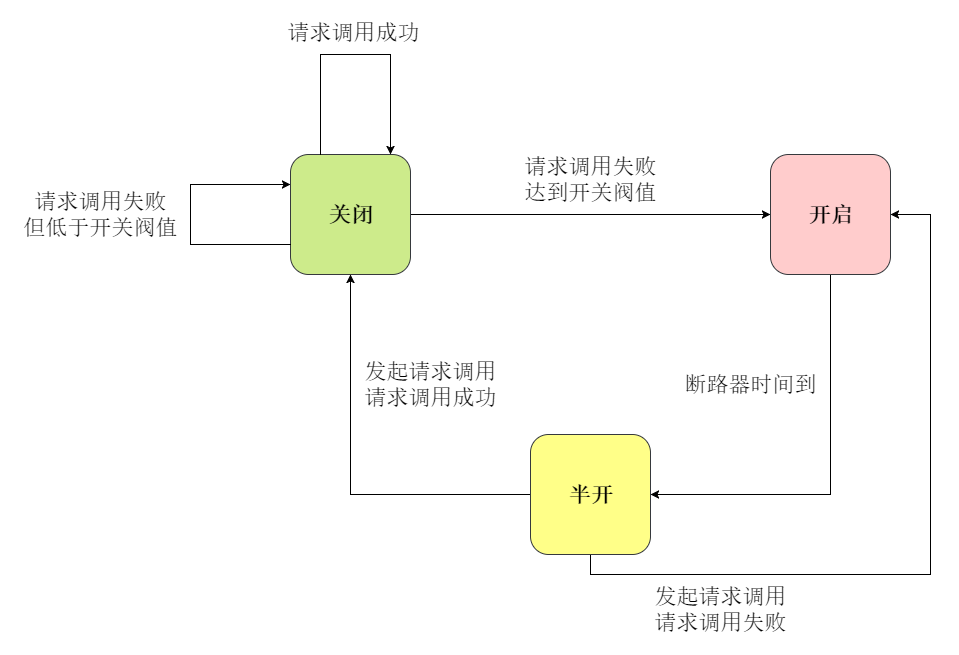 请求调用成功
请求调用失败
达到开关阀值
请求调用失败
但低于开关阀值
关闭
开启
发起请求调用
请求调用成功
断路器时间到
半开
发起请求调用
请求调用失败